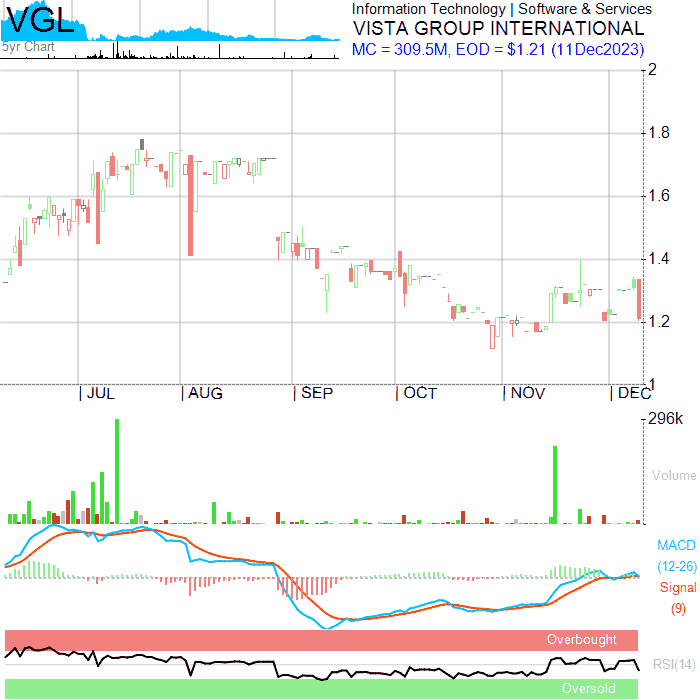 VGL
5yr Chart
Information Technology | Software & Services
VISTA GROUP INTERNATIONAL
MC = 309.5M, EOD = $1.21 (11Dec2023)
2
1.8
1.6
1.4
1.2
1
| JUL | AUG | SEP | OCT | NOV | DEC
296k
Volume
MACD
(12-26)
Signal
(9)
Overbought
RSI(14)
Oversold